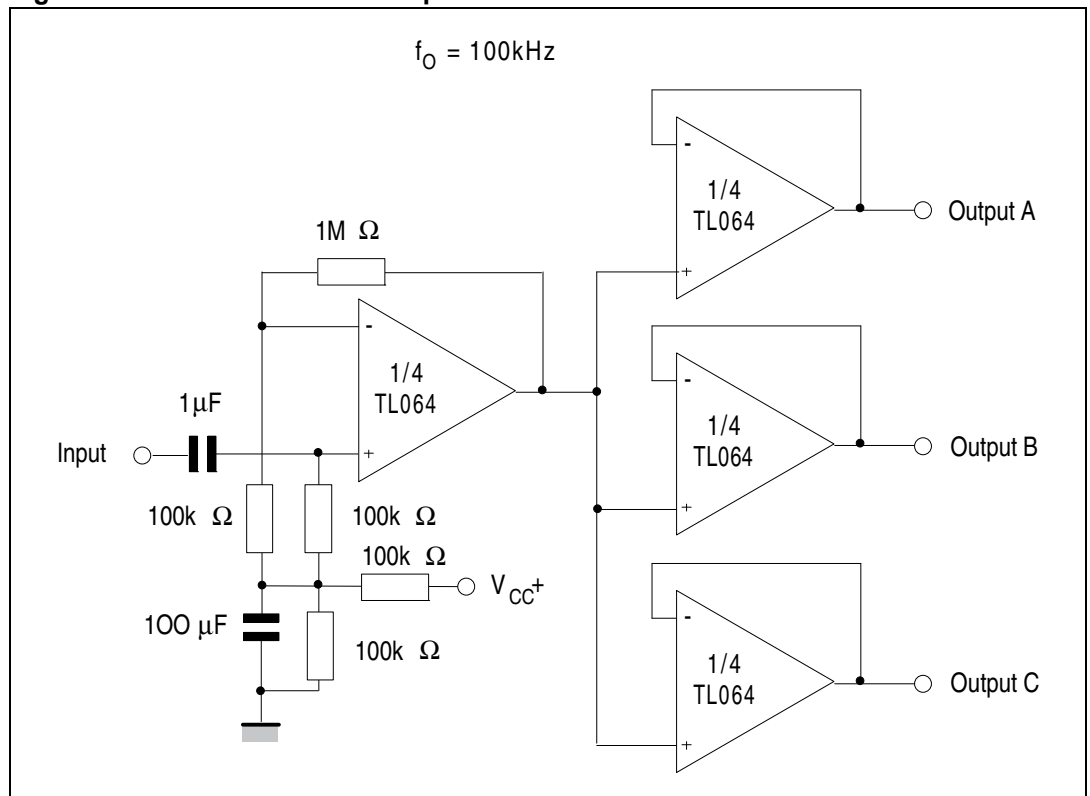 f_O = 100kHz
-
1/4
TL064
+
Output A
1M Ω
-
1/4
TL064
+
1μF
Input
100k Ω
100k Ω
100k Ω
V_CC+
1OO μF
100k Ω
-
1/4
TL064
+
Output B
-
1/4
TL064
+
Output C